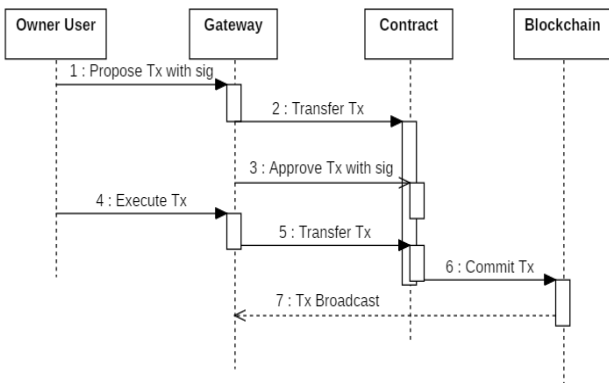 Owner User
Gateway
Contract
Blockchain
1 : Propose Tx with sig
2 : Transfer Tx
3 : Approve Tx with sig
4 : Execute Tx
5 : Transfer Tx
6 : Commit Tx
7 : Tx Broadcast